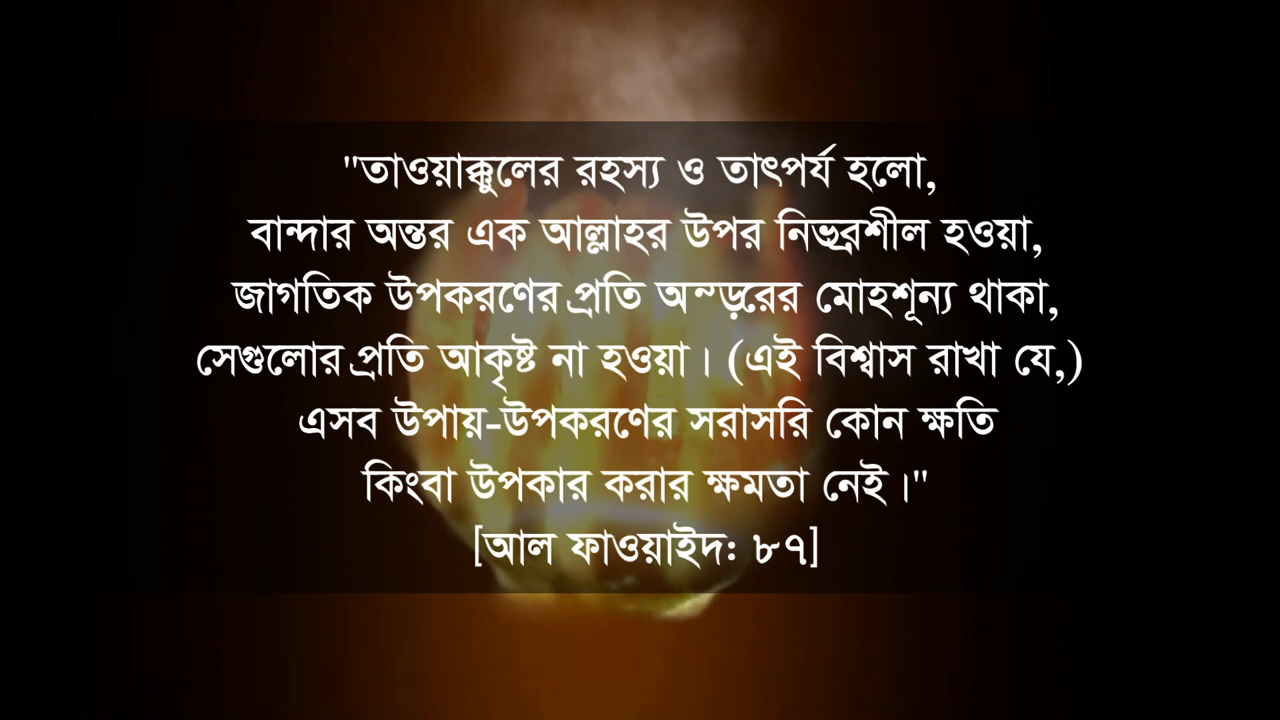 "তাওয়াক্কুলের রহস্য ও তাৎপর্য হলো,
বান্দার অন্তর এক আল্লাহর উপর নির্ভরশীল হওয়া,
জাগতিক উপকরণের প্রতি অন্ড়রের মোহশূন্য থাকা,
সেগুলোর প্রতি আকৃষ্ট না হওয়া। (এই বিশ্বাস রাখা যে,)
এসব উপায়-উপকরণের সরাসরি কোন ক্ষতি
কিংবা উপকার করার ক্ষমতা নেই।"
[আল ফাওয়াইদ: ৮৭]